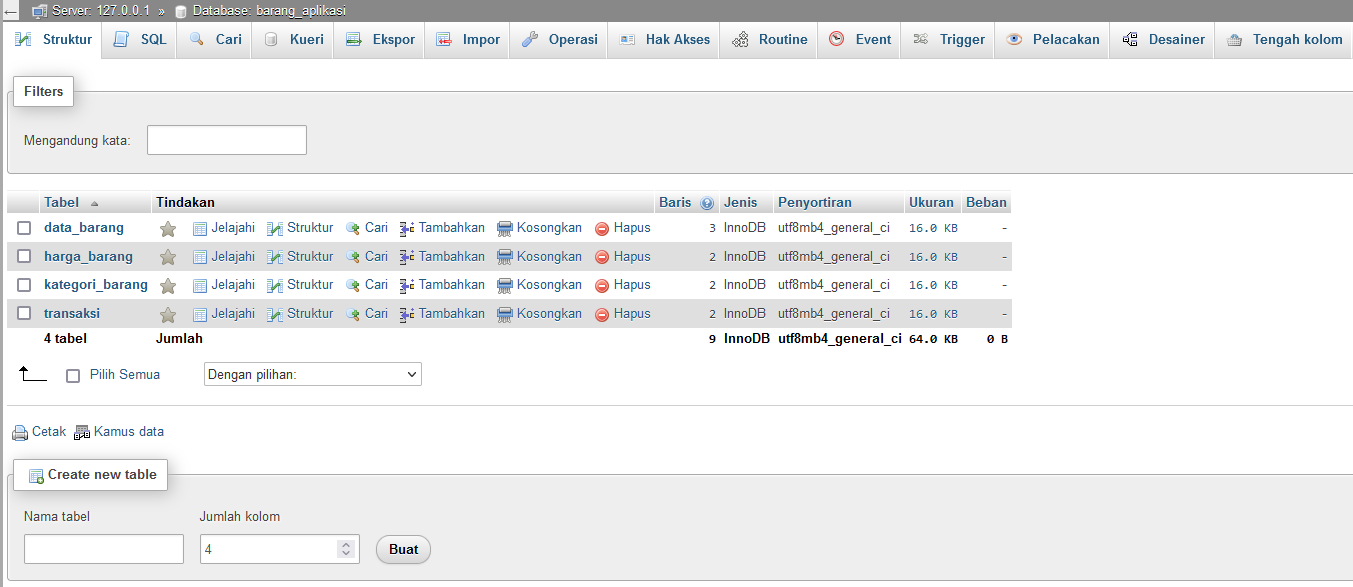 Server: 127.0.0.1 » Database: barang_aplikasi
Struktur SQL Cari Kueri Ekspor Impor Operasi Hak Akses Routine Event Trigger Pelacakan Desainer Tengah kolom
Filters
Mengandung kata:
Tabel Tindakan Baris Jenis Penyortiran Ukuran Beban
data_barang Jelajahi Struktur Cari Tambahkan Kosongkan Hapus 3 InnoDB utf8mb4_general_ci 16.0 KB -
harga_barang Jelajahi Struktur Cari Tambahkan Kosongkan Hapus 2 InnoDB utf8mb4_general_ci 16.0 KB -
kategori_barang Jelajahi Struktur Cari Tambahkan Kosongkan Hapus 2 InnoDB utf8mb4_general_ci 16.0 KB -
transaksi Jelajahi Struktur Cari Tambahkan Kosongkan Hapus 2 InnoDB utf8mb4_general_ci 16.0 KB -
4 tabel Jumlah 9 InnoDB utf8mb4_general_ci 64.0 KB 0 B
Pilih Semua Dengan pilihan:
Cetak Kamus data
Create new table
Nama tabel Jumlah kolom
4 Buat